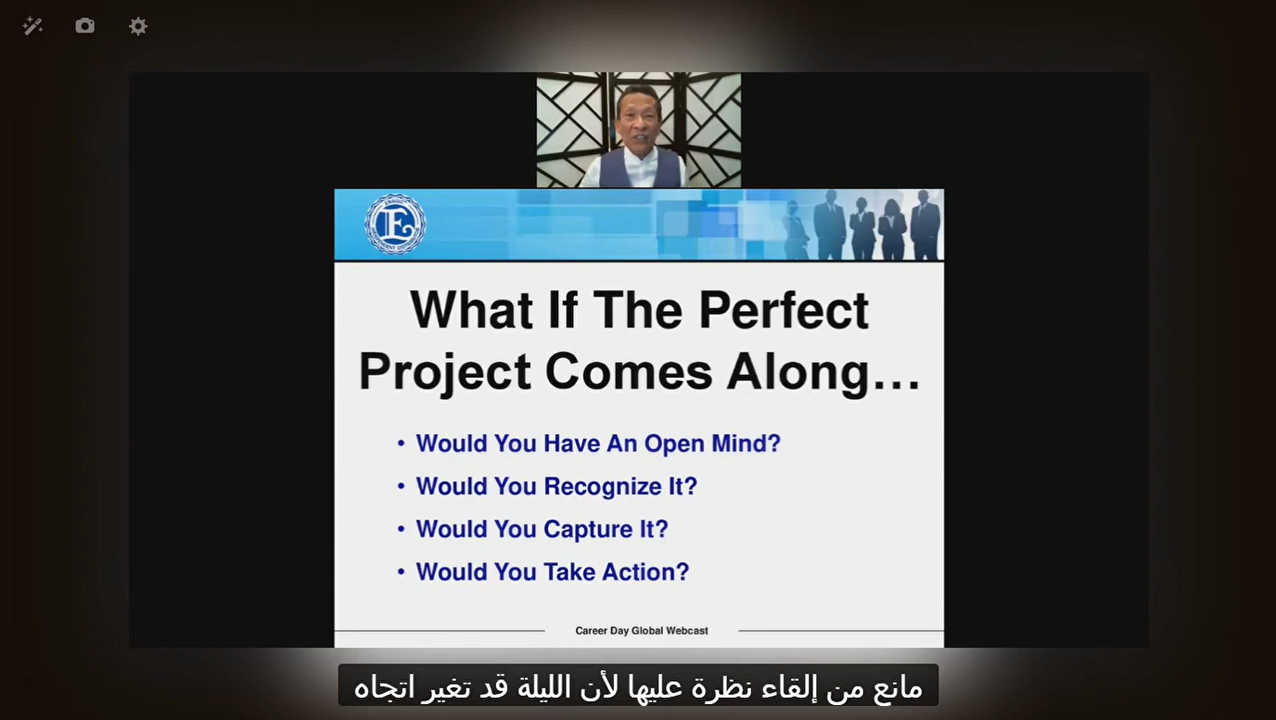 What If The Perfect
Project Comes Along…
• Would You Have An Open Mind?
• Would You Recognize It?
• Would You Capture It?
• Would You Take Action?
Career Day Global Webcast
مانع من إلقاء نظرة عليها لأن الليلة قد تغير اتجاه